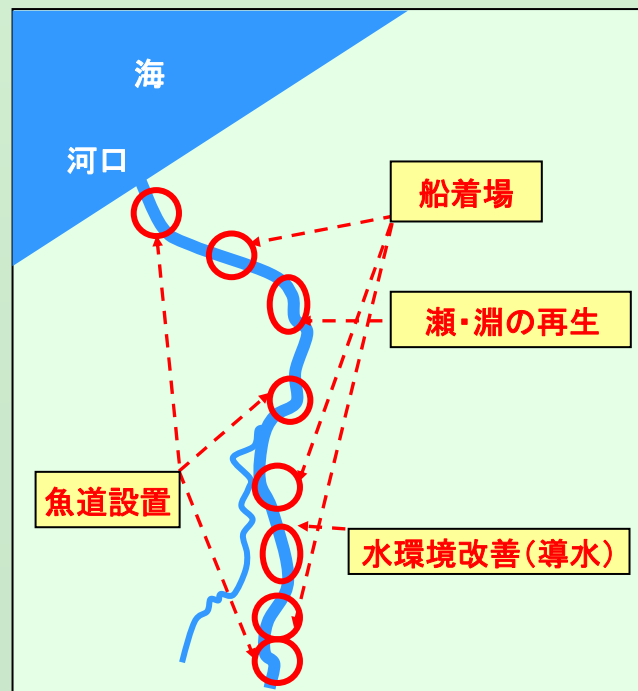 海
河口
船着場
瀬・淵の再生
魚道設置
水環境改善(導水)